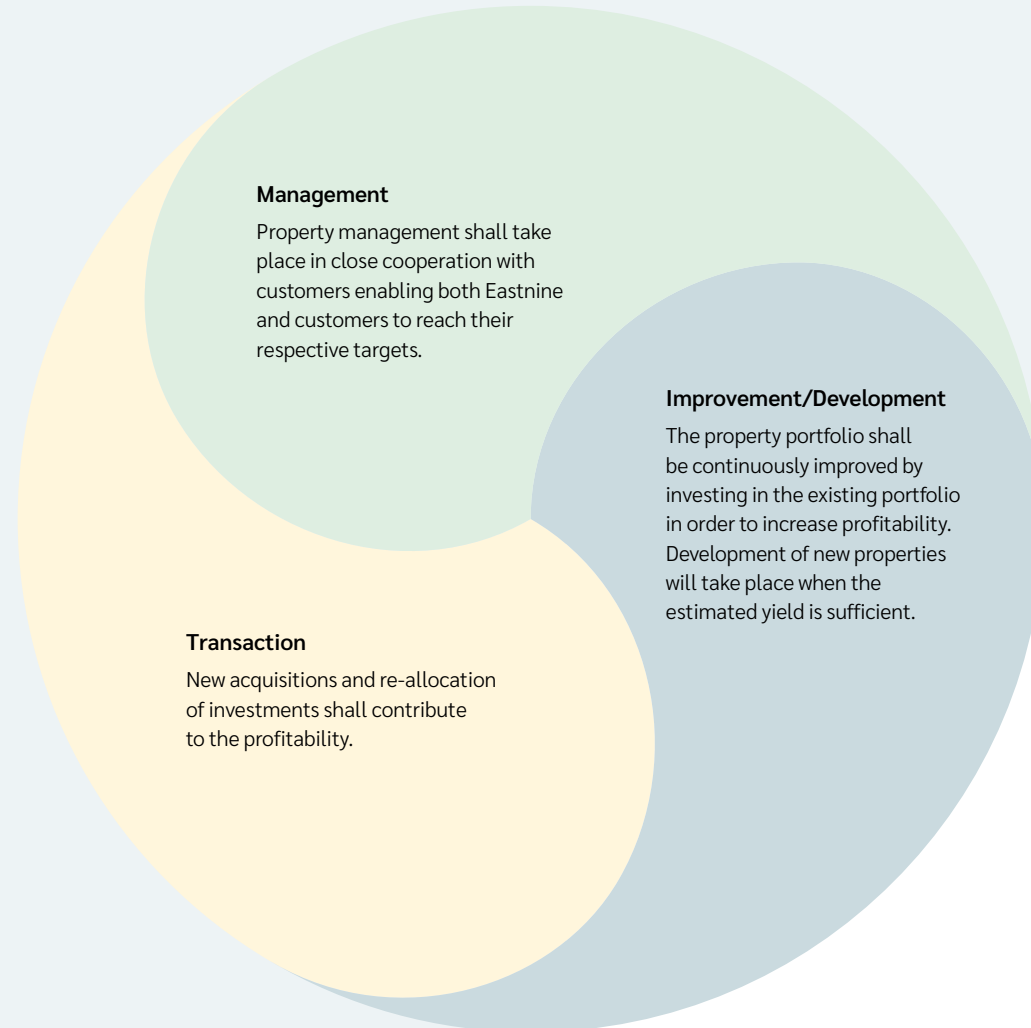 Management
Property management shall take
place in close cooperation with
customers enabling both Eastnine
and customers to reach their
respective targets.
Improvement/Development
The property portfolio shall
be continuously improved by
investing in the existing portfolio
in order to increase profitability.
Development of new properties
will take place when the
estimated yield is sufficient.
Transaction
New acquisitions and re-allocation
of investments shall contribute
to the profitability.